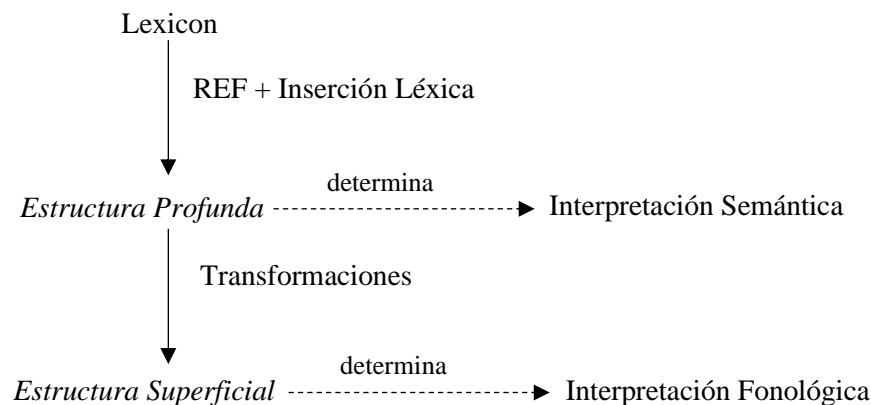 Lexicon
REF + Inserción Léxica
Estructura Profunda determina Interpretación Semántica
Transformaciones
Estructura Superficial determina Interpretación Fonológica